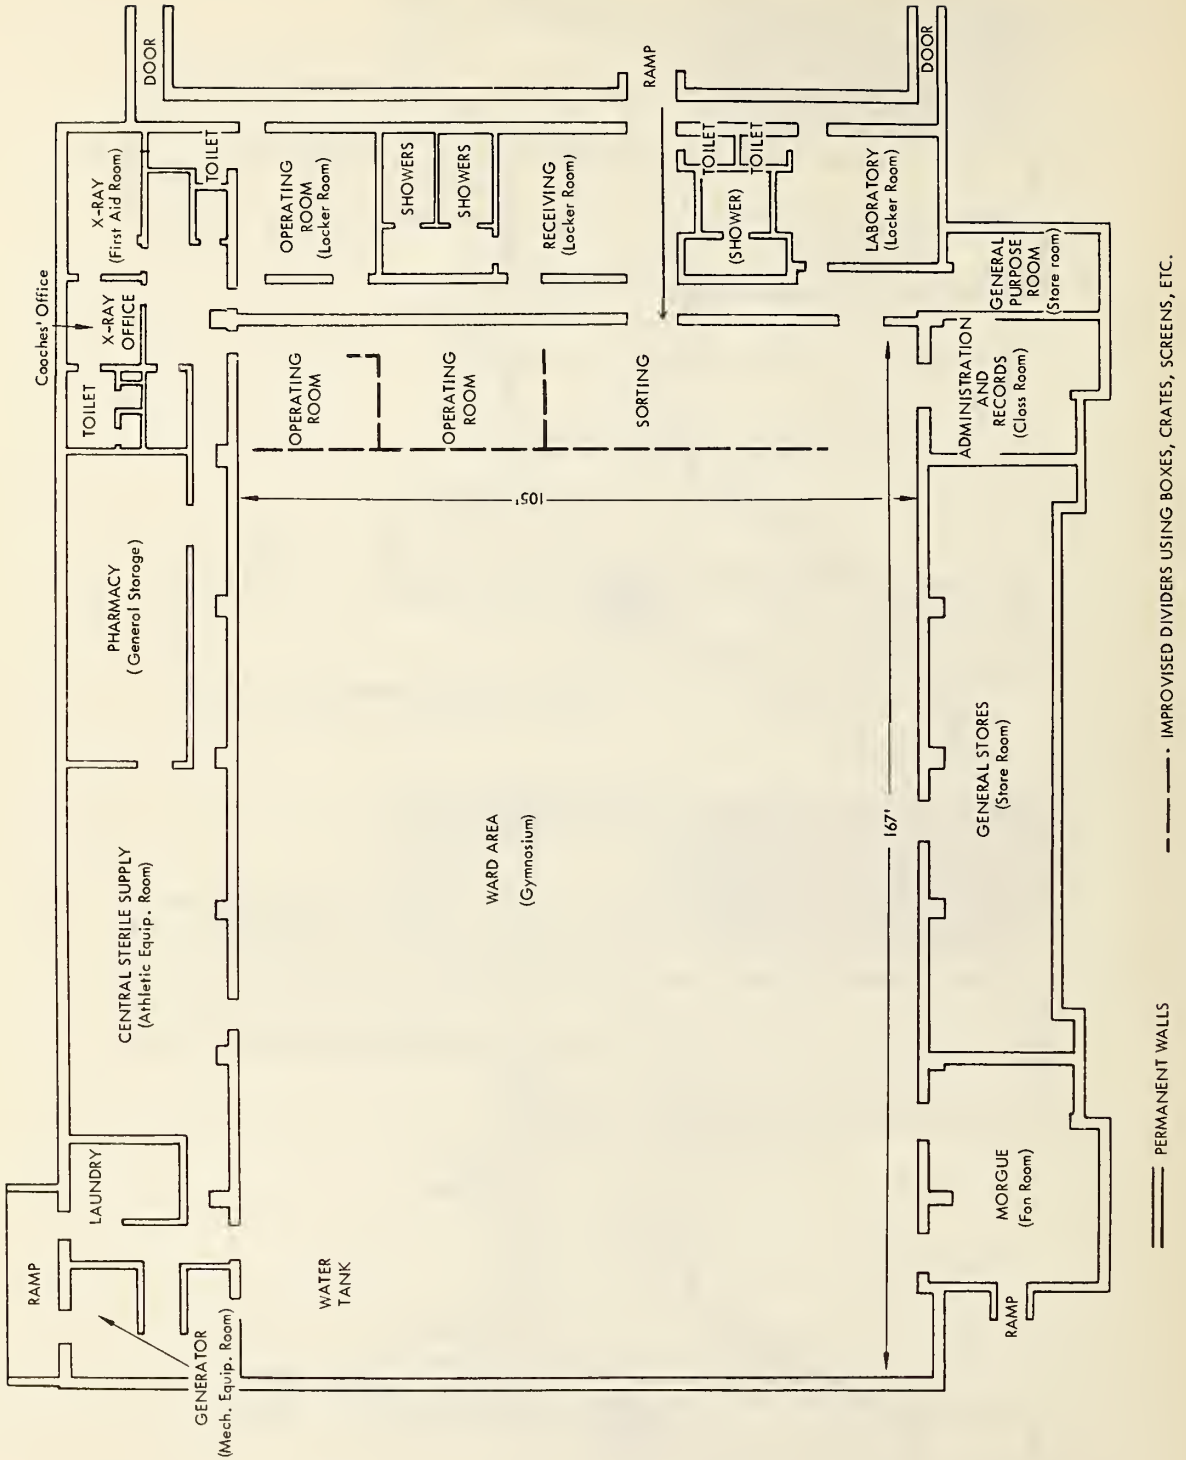 Coaches' Office
DOOR
X-RAY
(First Aid Room)
TOILET
X-RAY
OFFICE
TOILET
PHARMACY
(General Storage)
CENTRAL STERILE SUPPLY
(Athletic Equip. Room)
LAUNDRY
RAMP
GENERATOR
(Mech. Equip. Room)
OPERATING
ROOM
(Locker Room)
SHOWERS
SHOWERS
RECEIVING
(Locker Room)
RAMP
TOILET
TOILET
(SHOWER)
LABORATORY
(Locker Room)
DOOR
GENERAL
PURPOSE
ROOM
(Store room)
OPERATING
ROOM
OPERATING
ROOM
SORTING
ADMINISTRATION
AND
RECORDS
(Class Room)
105'
167'
WARD AREA
(Gymnasium)
WATER
TANK
GENERAL STORES
(Store Room)
MORGUE
(Fan Room)
RAMP
PERMANENT WALLS
IMPROVISED DIVIDERS USING BOXES, CRATES, SCREENS, ETC.